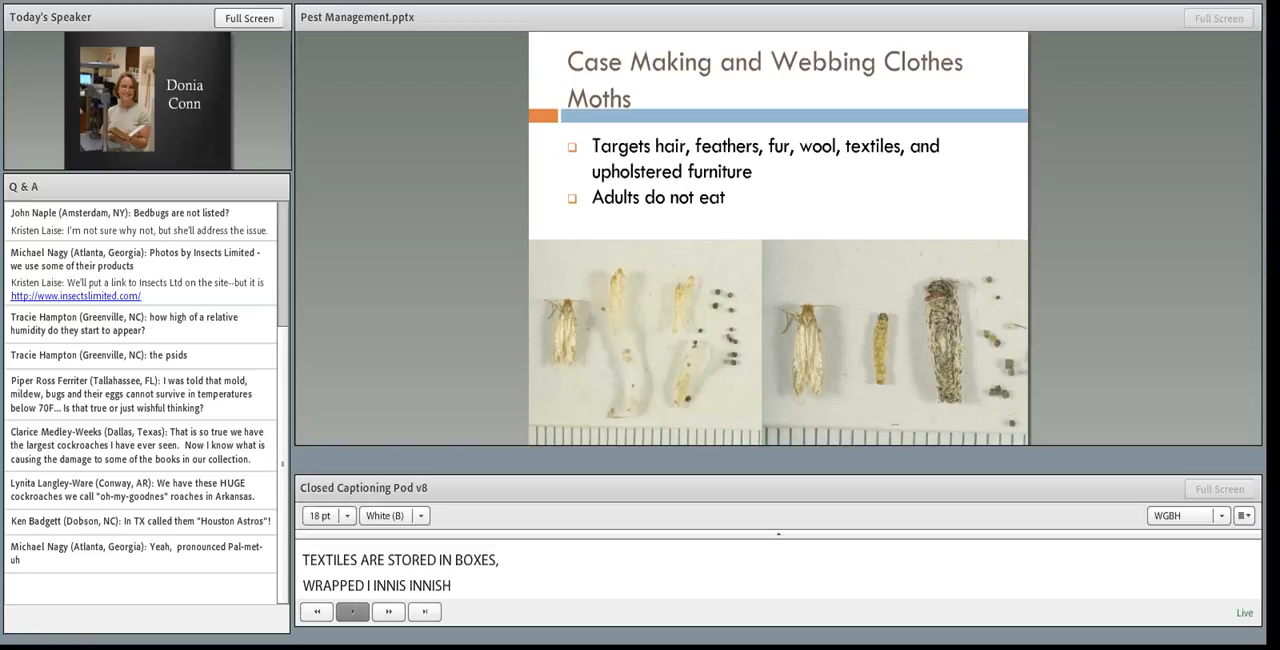 Today's Speaker
Full Screen
Donia
Conn
Q & A
John Naple (Amsterdam, NY): Bedbugs are not listed?
Kristen Laise: I'm not sure why not, but she'll address the issue.
Michael Nagy (Atlanta, Georgia): Photos by Insects Limited -
we use some of their products
Kristen Laise: We'll put a link to Insects Ltd on the site--but it is
http://www.insectslimited.com/
Tracie Hampton (Greenville, NC): how high of a relative
humidity do they start to appear?
Tracie Hampton (Greenville, NC): the psids
Piper Ross Ferriter (Tallahassee, FL): I was told that mold,
mildew, bugs and their eggs cannot survive in temperatures
below 70F... Is that true or just wishful thinking?
Clarice Medley-Weeks (Dallas, Texas): That is so true we have
the largest cockroaches I have ever seen. Now I know what is
causing the damage to some of the books in our collection.
Lynita Langley-Ware (Conway, AR): We have these HUGE
cockroaches we call "oh-my-goodnes" roaches in Arkansas.
Ken Badgett (Dobson, NC): In TX called them "Houston Astros"!
Michael Nagy (Atlanta, Georgia): Yeah, pronounced Pal-met-
uh
Pest Management.pptx
Full Screen
Case Making and Webbing Clothes
Moths
Targets hair, feathers, fur, wool, textiles, and
upholstered furniture
Adults do not eat
Closed Captioning Pod v8
Full Screen
18 pt
White (B)
WGBH
TEXTILES ARE STORED IN BOXES,
WRAPPED I INNIS INNISH
Live